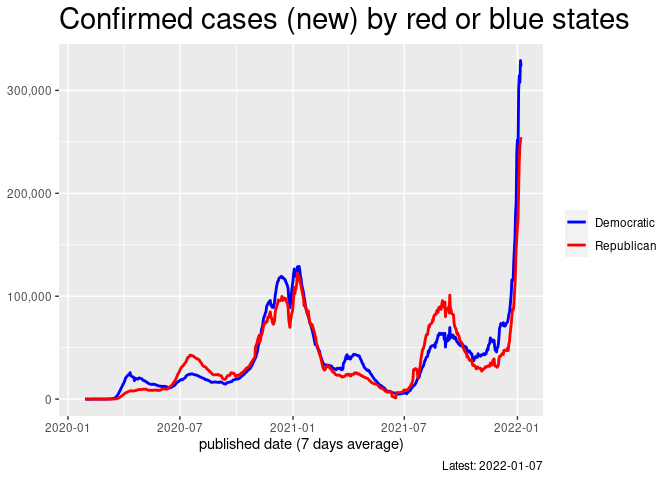 Confirmed cases (new) by red or blue states
300,000
200,000
100,000
0
2020-01
2020-07
2021-01
2021-07
2022-01
published date (7 days average)
Democratic
Republican
Latest: 2022-01-07